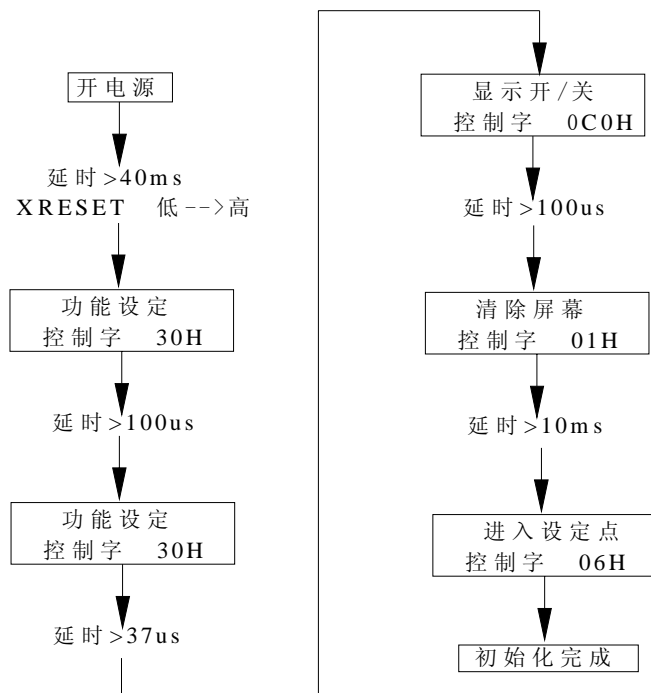 开电源
延时>40ms
XRESET 低-->高
功能设定
控制字 30H
延时>100us
功能设定
控制字 30H
延时>37us
显示开/关
控制字 0C0H
延时>100us
清除屏幕
控制字 01H
延时>10ms
进入设定点
控制字 06H
初始化完成